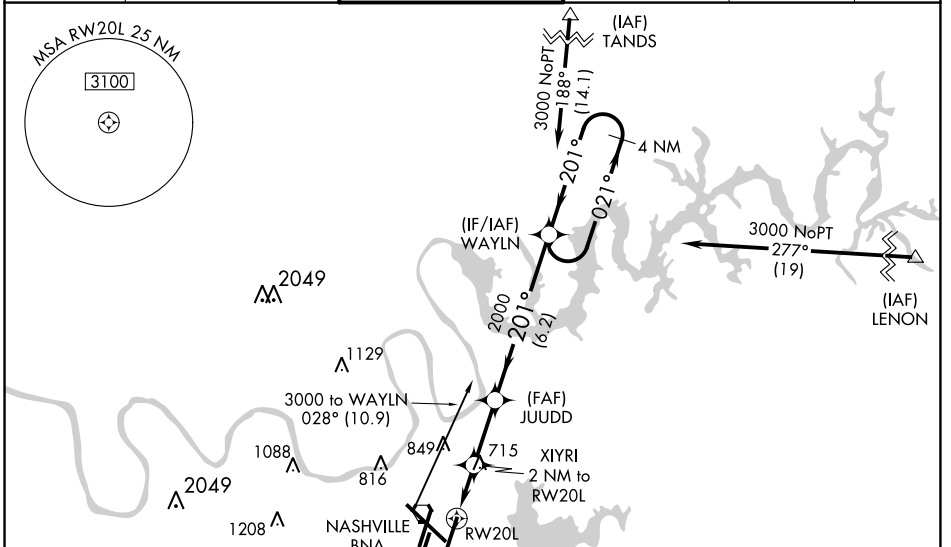 MSA RW20L 25 NM
3100
(IAF)
TANDS
3000 NoPT
188°
(14.1)
4 NM
201°
021°
(IF/IAF)
WAYLN
3000 NoPT
277°
(19)
(IAF)
LENON
2049
2000
201°
(6.2)
1129
3000 to WAYLN
028° (10.9)
(FAF)
JUUDD
849
715
XIYRI
2 NM to
RW20L
1088
816
2049
1208
NASHVILLE
BNA
RW20L